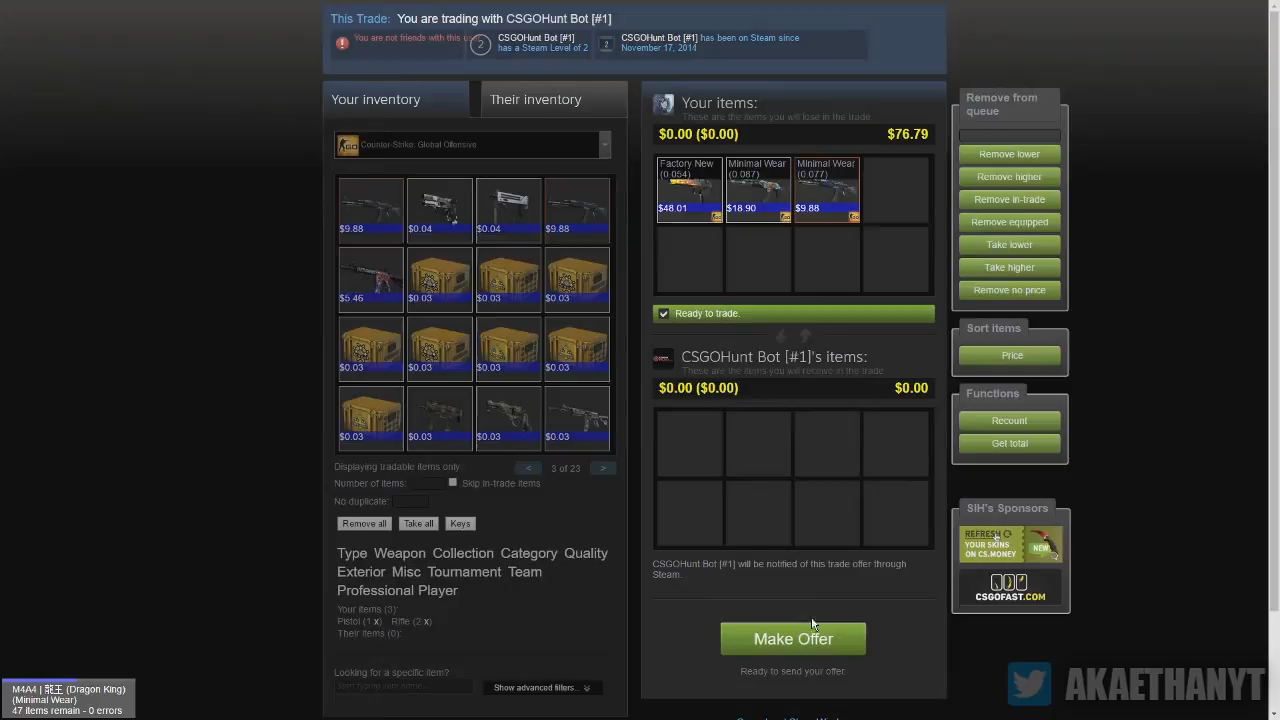 This Trade: You are trading with CSGOHunt Bot [#1]
You are not friends with this user
2
CSGOHunt Bot [#1]
has a Steam Level of 2
2
CSGOHunt Bot [#1] has been on Steam since
November 17, 2014
Your inventory
Their inventory
Counter-Strike: Global Offensive
$9.88 $0.04 $0.04 $9.88
$5.46 $0.03 $0.03 $0.03
$0.03 $0.03 $0.03 $0.03
$0.03 $0.03 $0.03 $0.03
Displaying tradable items only
< 3 of 23 >
Number of items: Skip in-trade items
No duplicate:
Remove all Take all Keys
Type Weapon Collection Category Quality
Exterior Misc Tournament Team
Professional Player
Your items (3):
Pistol (1 x) Rifle (2 x)
Their items (0):
Looking for a specific item?
Start typing item name...
Show advanced filters...
Your items:
These are the items you will lose in the trade.
$0.00 ($0.00) $76.79
Factory New Minimal Wear Minimal Wear
(0.054) (0.087) (0.077)
$48.01 $18.90 $9.88
Ready to trade.
CSGOHunt Bot [#1]'s items:
These are the items you will receive in the trade
$0.00 ($0.00) $0.00
CSGOHunt Bot [#1] will be notified of this trade offer through
Steam.
Make Offer
Ready to send your offer.
Remove from
queue
Remove lower
Remove higher
Remove in-trade
Remove equipped
Take lower
Take higher
Remove no price
Sort items
Price
Functions
Recount
Get total
SIH's Sponsors
REFRESH
YOUR SKINS
ON CS.MONEY
NEW
CSGOFAST.COM
M4A4 | 龍王 (Dragon King)
(Minimal Wear)
47 items remain - 0 errors
AKAETHANYT